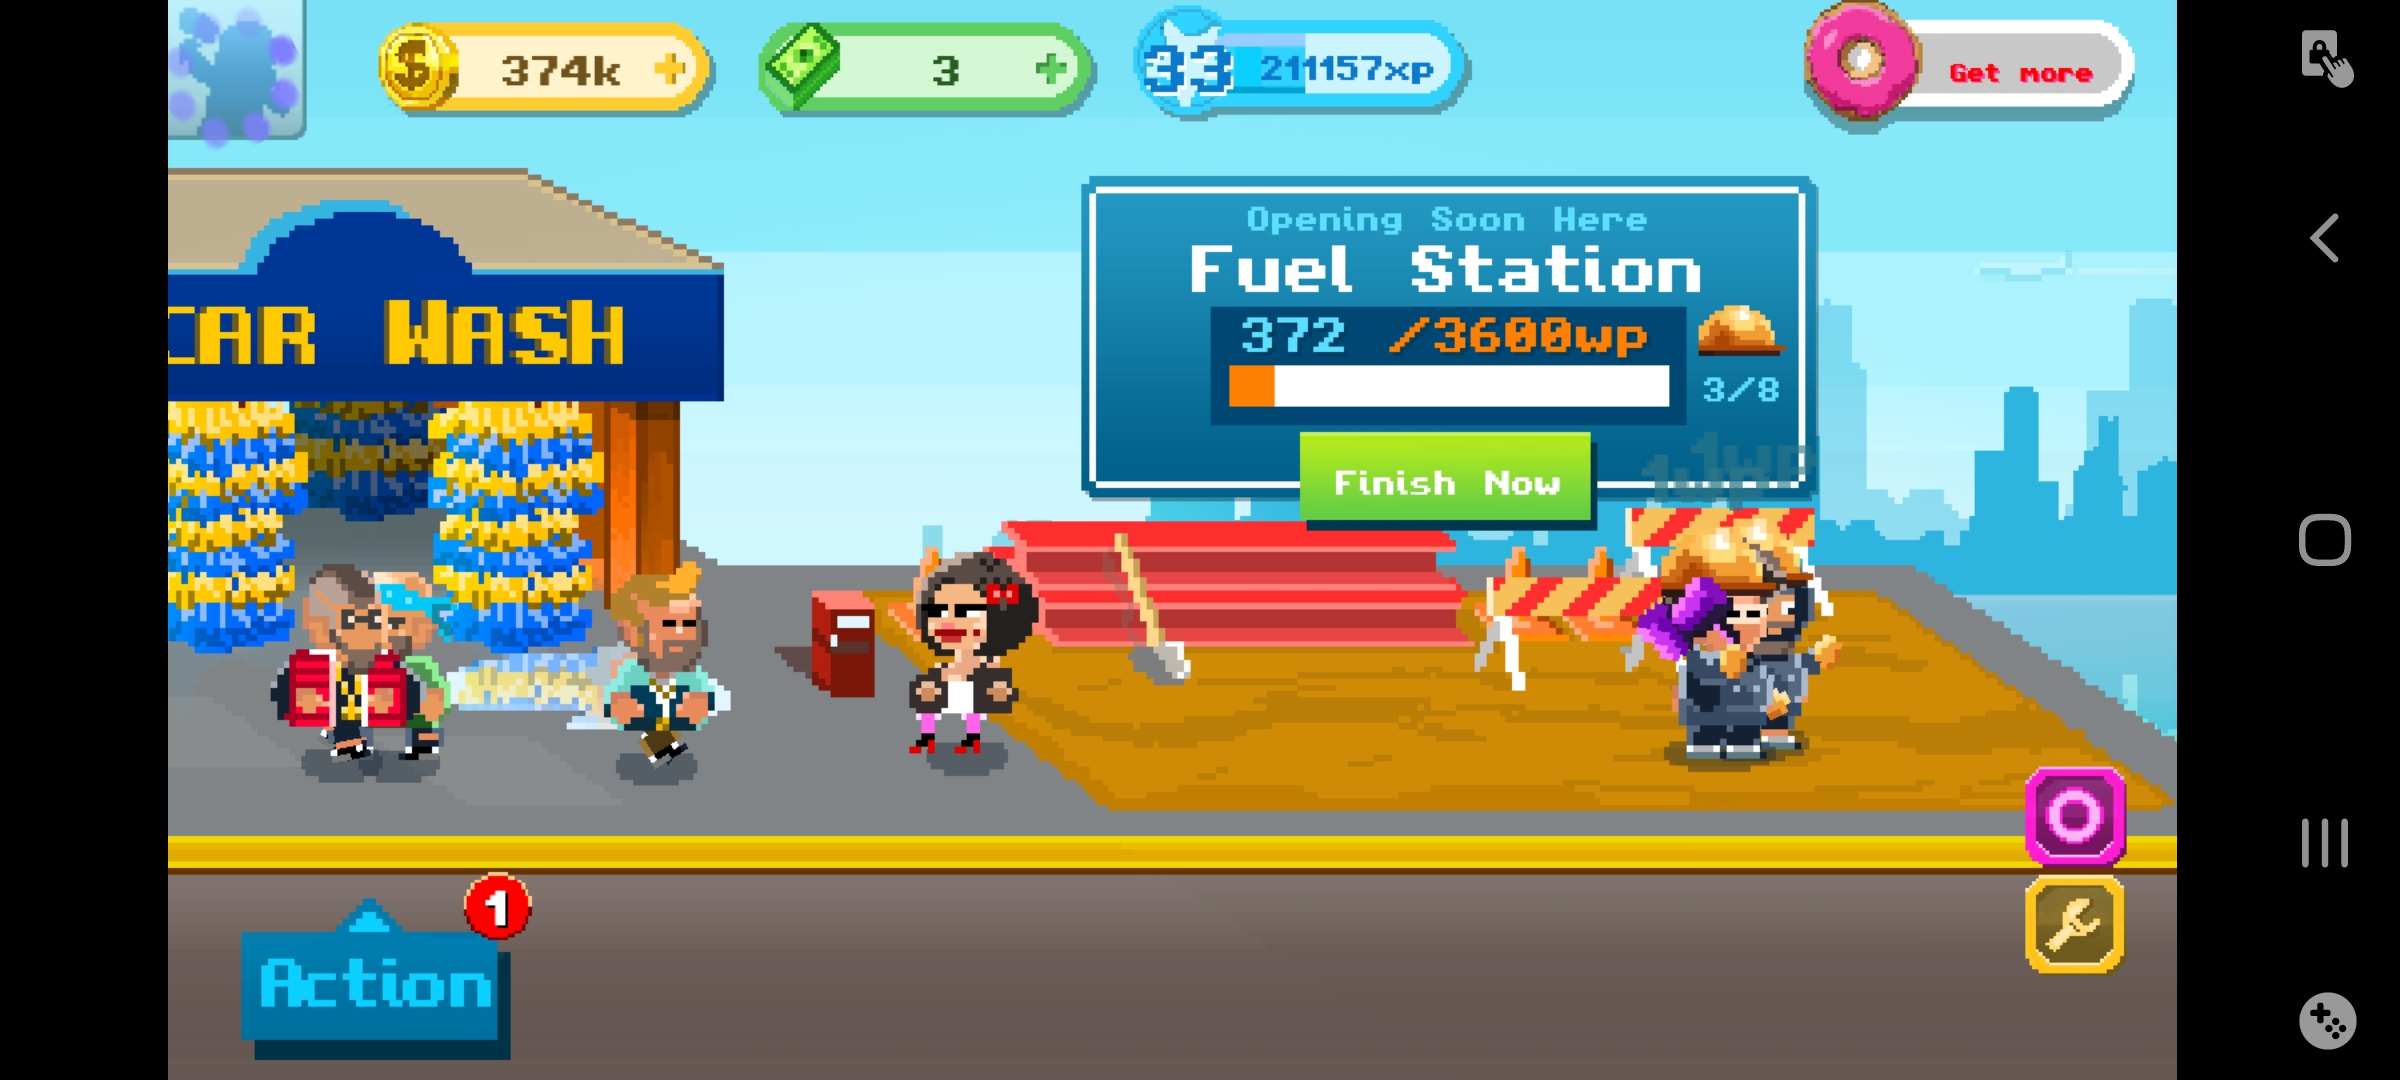 374k
3
33
211157xp
Get more
CAR WASH
Opening Soon Here
Fuel Station
372 /3600wp
3/8
Finish Now
1wp
1
Action